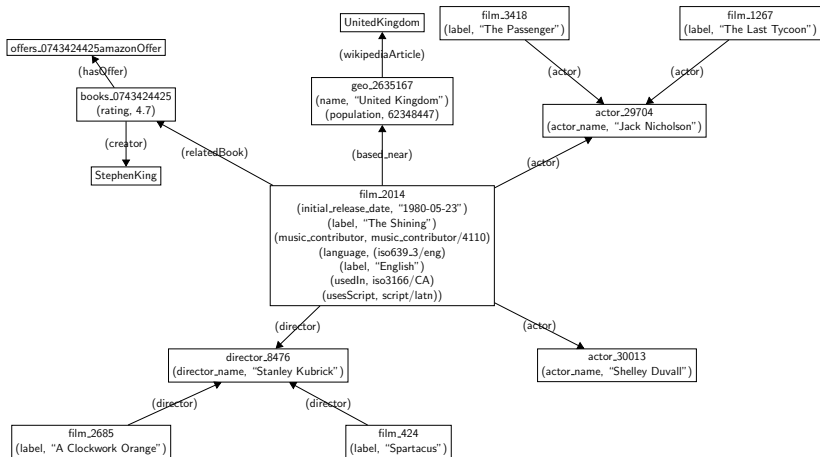 film_3418
(label, “The Passenger”)
film_1267
(label, “The Last Tycoon”)
UnitedKingdom
offers_0743424425amazonOffer
(wikipediaArticle)
(hasOffer)
(actor)
(actor)
geo_2635167
(name, “United Kingdom”)
(population, 62348447)
books_0743424425
(rating, 4.7)
actor_29704
(actor_name, “Jack Nicholson”)
(creator)
(relatedBook)
(based_near)
(actor)
StephenKing
film_2014
(initial_release_date, “1980-05-23”)
(label, “The Shining”)
(music_contributor, music_contributor/4110)
(language, (iso639_3/eng)
(label, “English”)
(usedIn, iso3166/CA)
(usesScript, script/latn))
(director)
(actor)
director_8476
(director_name, “Stanley Kubrick”)
actor_30013
(actor_name, “Shelley Duvall”)
(director)
(director)
film_2685
(label, “A Clockwork Orange”)
film_424
(label, “Spartacus”)